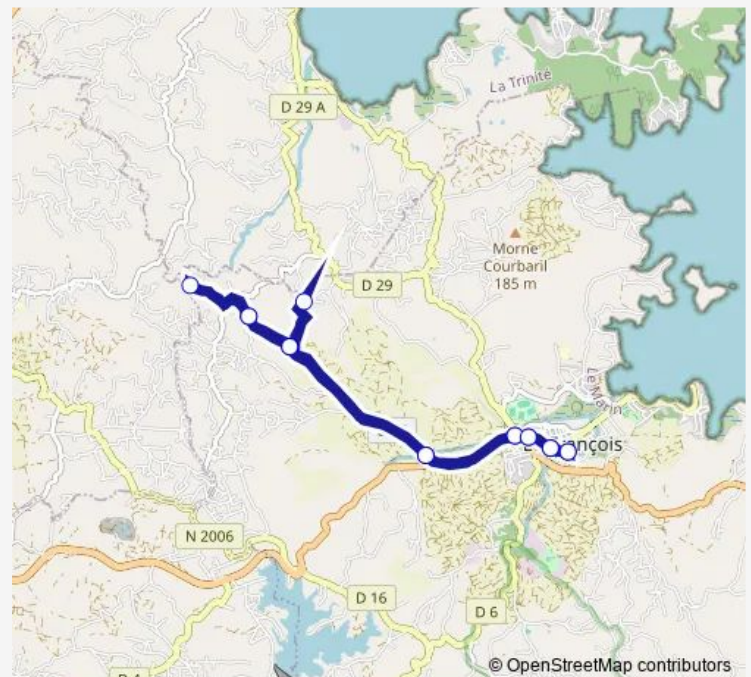 La Trinité
D 29 A
Morne
Courbaril
185 m
D 29
Le Marin
François
N 2006
D 16
D 6
© OpenStreetMap contributors